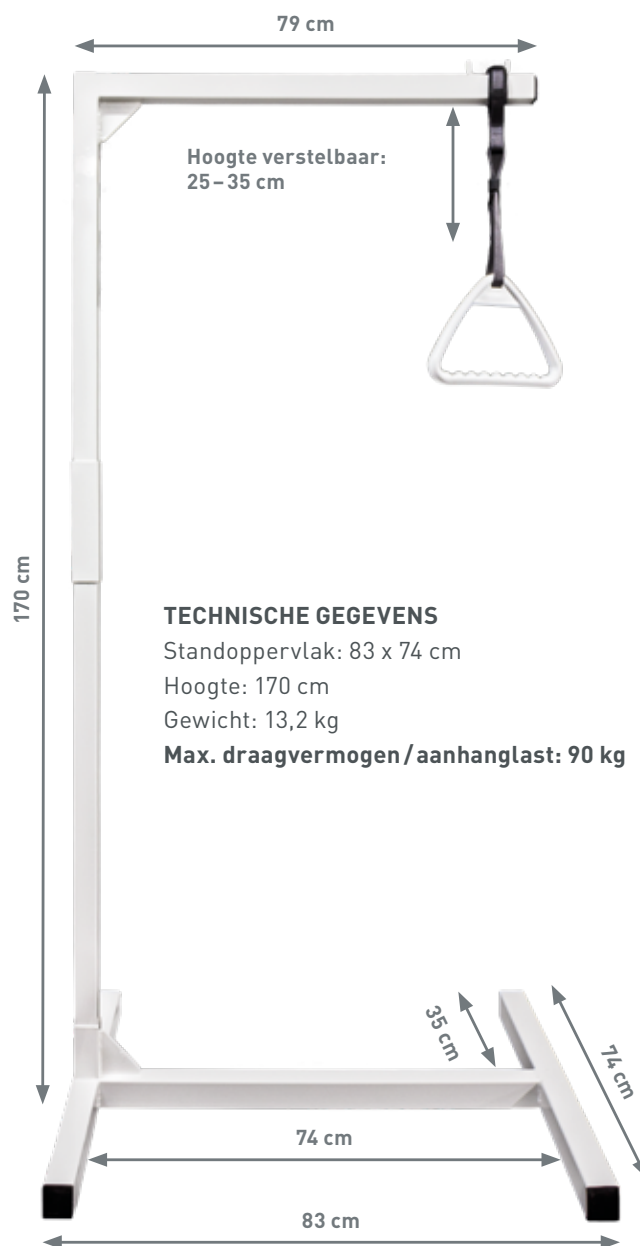 79 cm
Hoogte verstelbaar:
25–35 cm
170 cm
TECHNISCHE GEGEVENS
Standoppervlak: 83 x 74 cm
Hoogte: 170 cm
Gewicht: 13,2 kg
Max. draagvermogen/aanhanglast: 90 kg
35 cm
74 cm
74 cm
83 cm